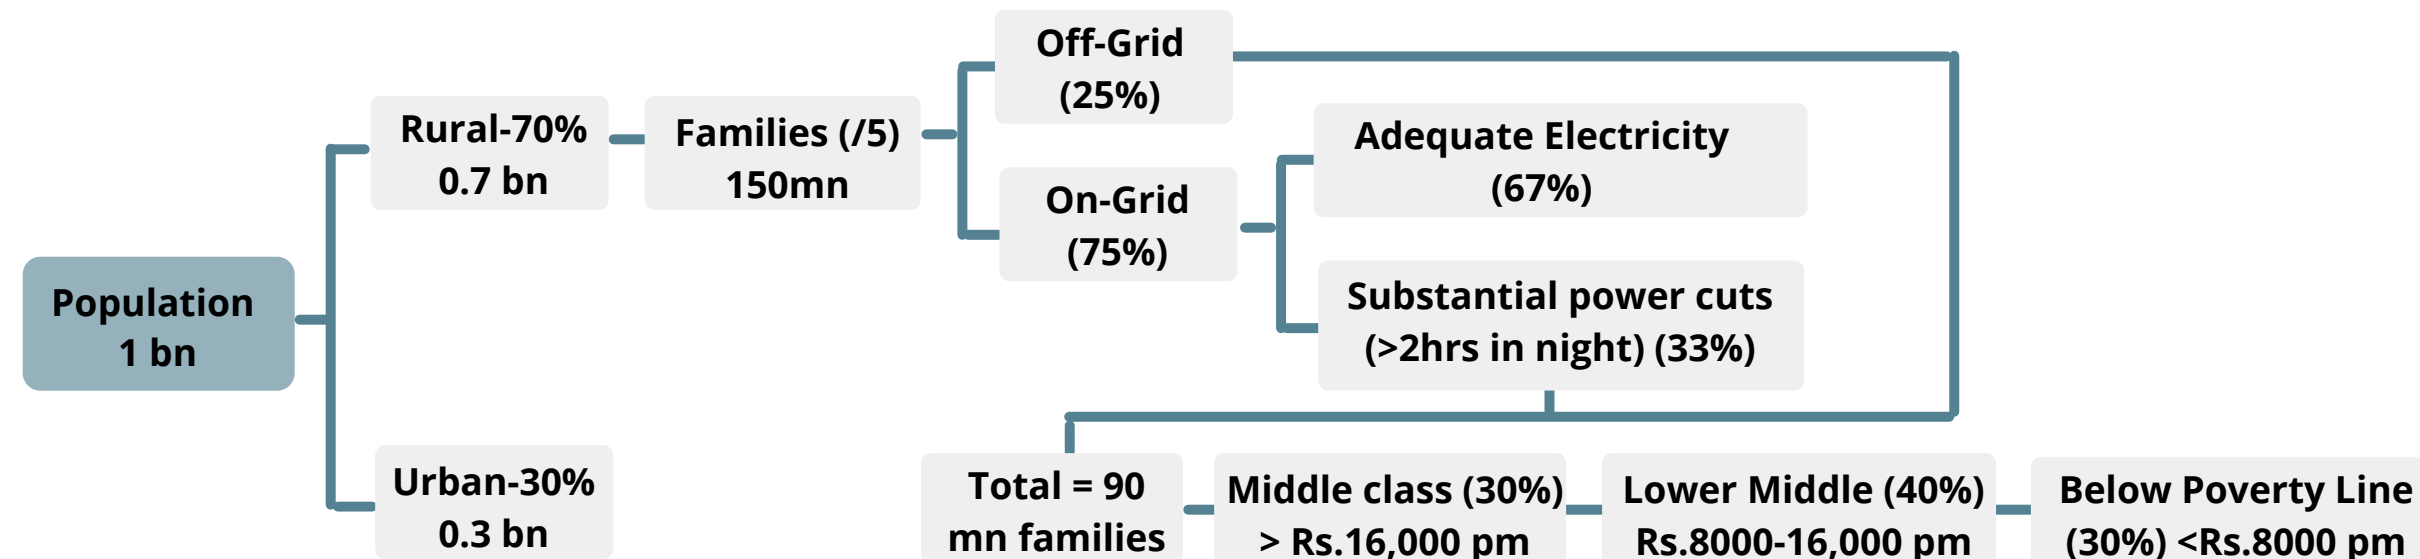 Off-Grid
(25%)
Rural-70%
0.7 bn
Families (/5)
150mn
Adequate Electricity
(67%)
On-Grid
(75%)
Substantial power cuts
(>2hrs in night) (33%)
Population
1 bn
Urban-30%
0.3 bn
Total = 90
mn families
Middle class (30%)
> Rs.16,000 pm
Lower Middle (40%)
Rs.8000-16,000 pm
Below Poverty Line
(30%) <Rs.8000 pm